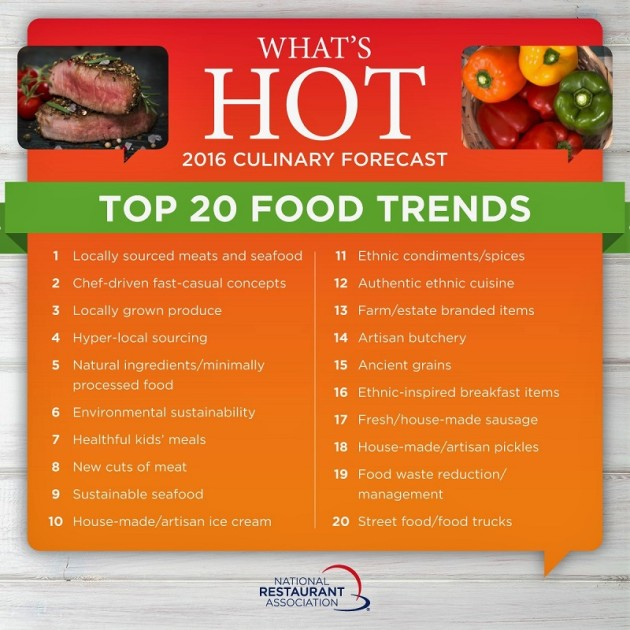 WHAT'S
HOT
2016 CULINARY FORECAST
TOP 20 FOOD TRENDS
1 Locally sourced meats and seafood
2 Chef-driven fast-casual concepts
3 Locally grown produce
4 Hyper-local sourcing
5 Natural ingredients/minimally
processed food
6 Environmental sustainability
7 Healthful kids' meals
8 New cuts of meat
9 Sustainable seafood
10 House-made/artisan ice cream
11 Ethnic condiments/spices
12 Authentic ethnic cuisine
13 Farm/estate branded items
14 Artisan butchery
15 Ancient grains
16 Ethnic-inspired breakfast items
17 Fresh/house-made sausage
18 House-made/artisan pickles
19 Food waste reduction/
management
20 Street food/food trucks
NATIONAL
RESTAURANT
ASSOCIATION
®